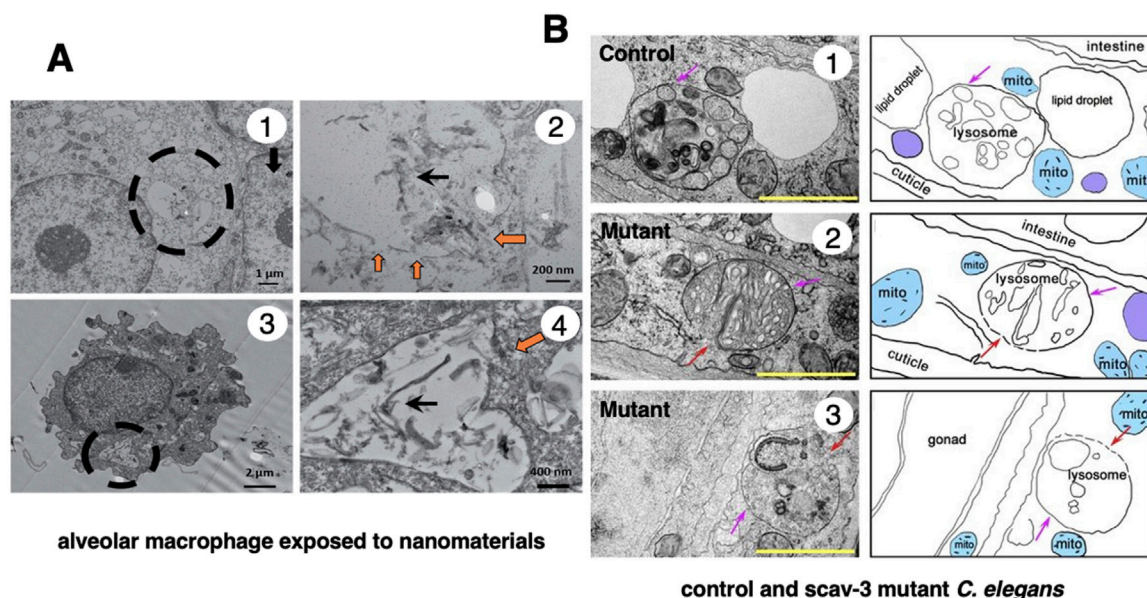 A
1
1 µm
2
200 nm
3
2 µm
4
400 nm
alveolar macrophage exposed to nanomaterials
B
Control
1
intestine
lipid droplet
mito
lipid droplet
lysosome
mito
mit
cuticle
Mutant
2
intestine
lysosome
mito
mito
cuticle
mito
Mutant
3
mito
gonad
lysosome
mito
mito
control and scav-3 mutant C. elegans